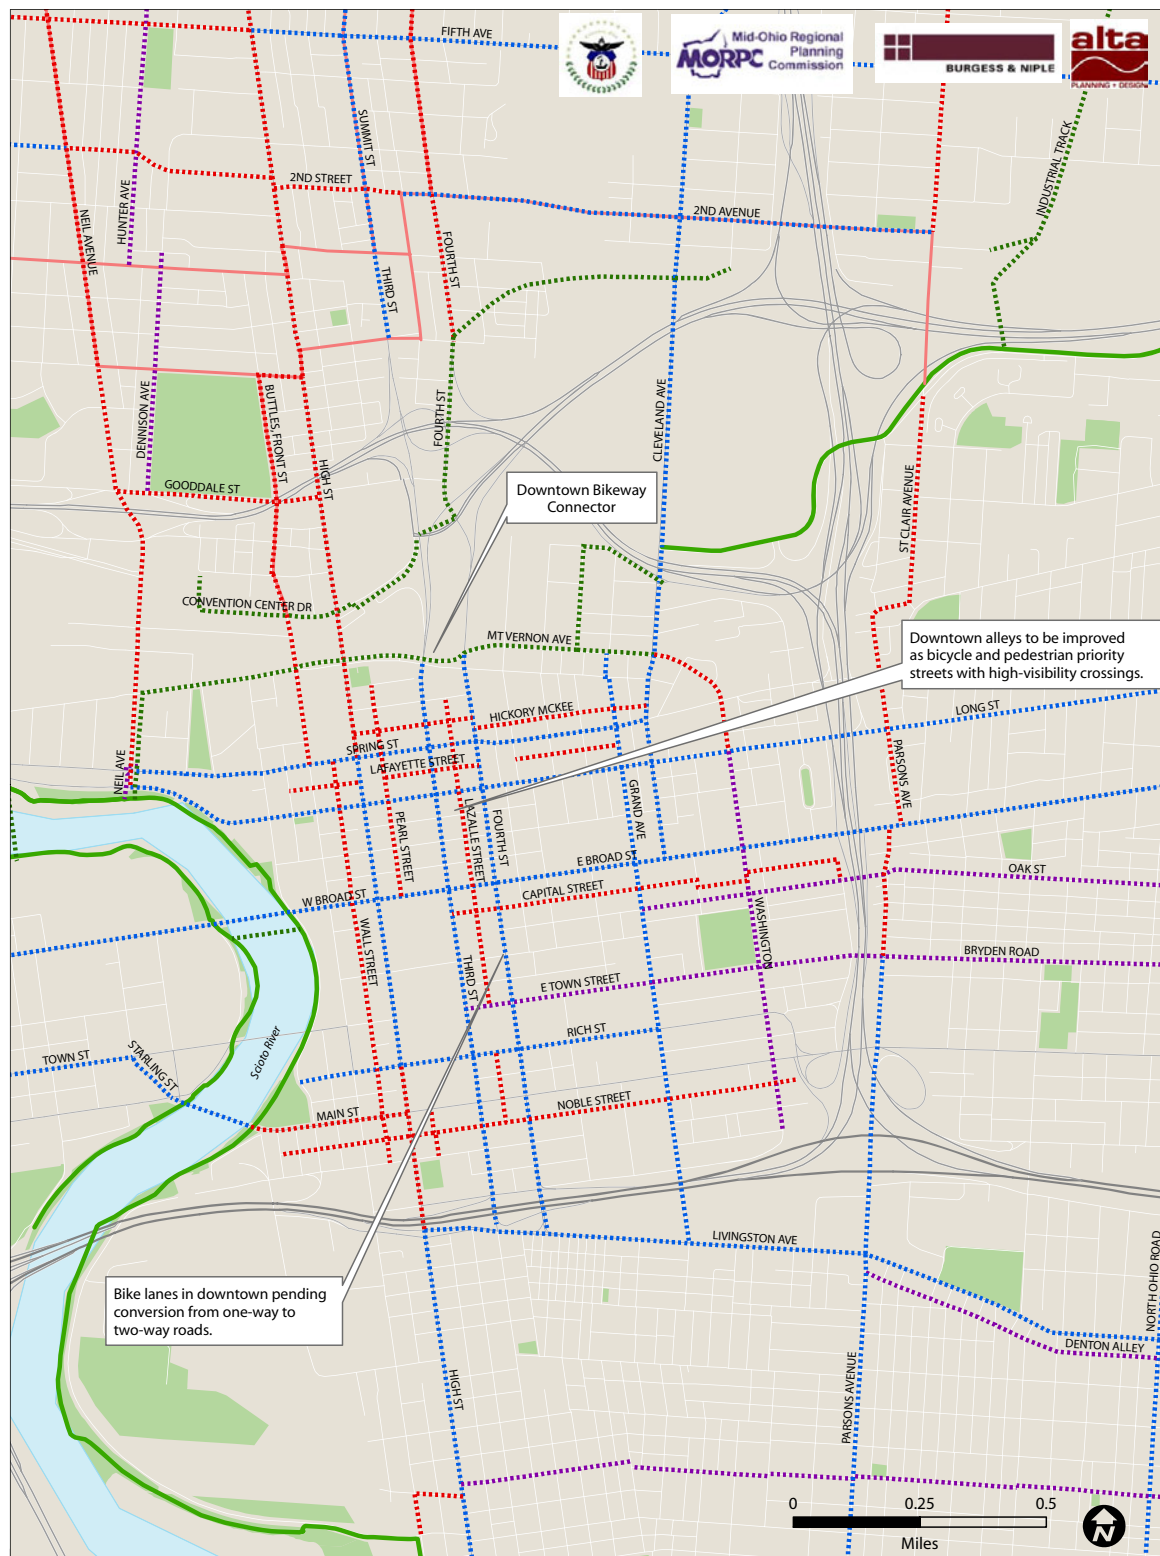 FIFTH AVE
MORPC
Mid-Ohio Regional
Planning
Commission
BURGESS & NIPLE
alta
PLANNING + DESIGN
SUMMIT ST
INDUSTRIAL TRACK
2ND STREET
HUNTER AVE
NEIL AVENUE
2ND AVENUE
FOURTH ST
THIRD ST
DENNISON AVE
BUTTLES, FRONT ST
FOURTH ST
CLEVELAND AVE
HIGH ST
GOODDALE ST
Downtown Bikeway
Connector
ST CLAIR AVENUE
CONVENTION CENTER DR
MT VERNON AVE
Downtown alleys to be improved
as bicycle and pedestrian priority
streets with high-visibility crossings.
HICKORY MCKEE
LONG ST
SPRING ST
LAFAYETTE STREET
NEIL AVE
PARSONS AVE
GRAND AVE
PEARL STREET
LAZALLE STREET
FOURTH ST
E BROAD ST
OAK ST
W BROAD ST
CAPITAL STREET
WALL STREET
WASHINGTON
BRYDEN ROAD
THIRD ST
E TOWN STREET
RICH ST
Scioto River
TOWN ST
STARLING ST
MAIN ST
NOBLE STREET
LIVINGSTON AVE
NORTH OHIO ROAD
Bike lanes in downtown pending
conversion from one-way to
two-way roads.
DENTON ALLEY
HIGH ST
PARSONS AVENUE
0 0.25 0.5
Miles
N